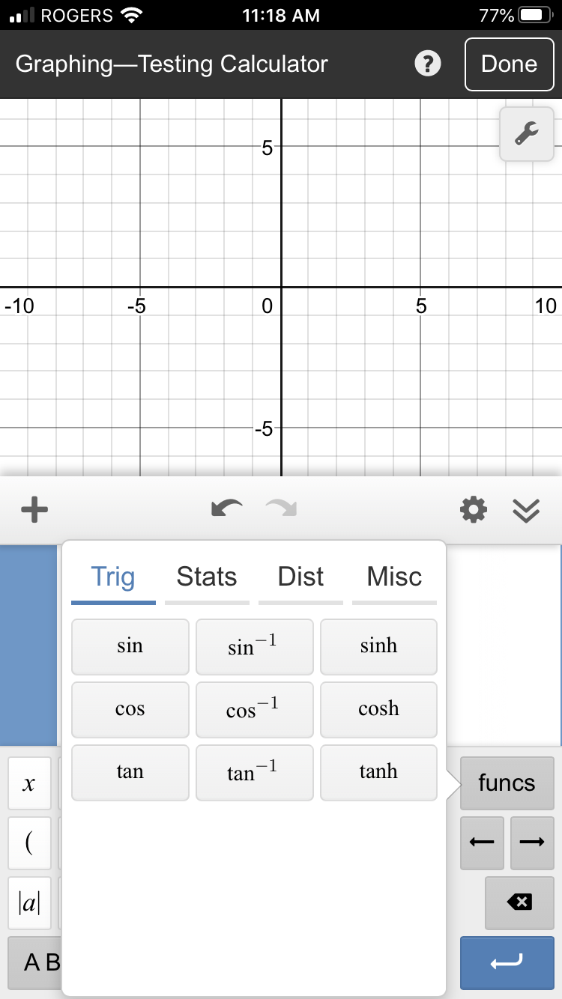 ROGERS 11:18 AM 77%
Graphing—Testing Calculator ? Done
5
-10 -5 0 5 10
-5
Trig Stats Dist Misc
sin sin⁻¹ sinh
cos cos⁻¹ cosh
tan tan⁻¹ tanh
x funcs
(
|a|
A B